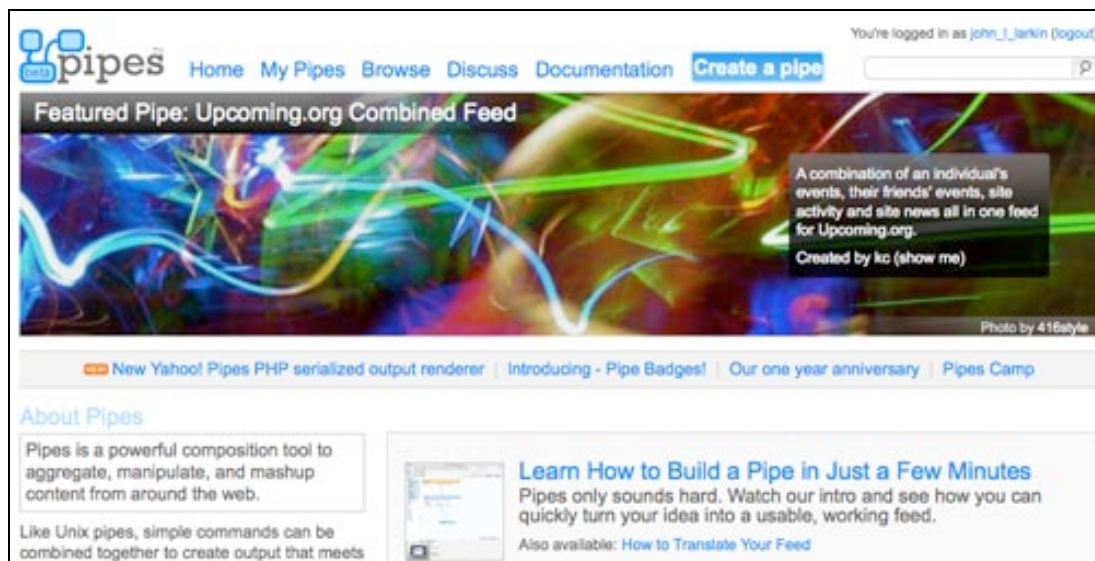 You're logged in as john_l_larkin (logout)
beta pipes
Home My Pipes Browse Discuss Documentation Create a pipe
Featured Pipe: Upcoming.org Combined Feed
A combination of an individual's
events, their friends' events, site
activity and site news all in one feed
for Upcoming.org.
Created by kc (show me)
Photo by 416style
New Yahoo! Pipes PHP serialized output renderer | Introducing - Pipe Badges! | Our one year anniversary | Pipes Camp
About Pipes
Pipes is a powerful composition tool to
aggregate, manipulate, and mashup
content from around the web.
Like Unix pipes, simple commands can be
combined together to create output that meets
Learn How to Build a Pipe in Just a Few Minutes
Pipes only sounds hard. Watch our intro and see how you can
quickly turn your idea into a usable, working feed.
Also available: How to Translate Your Feed